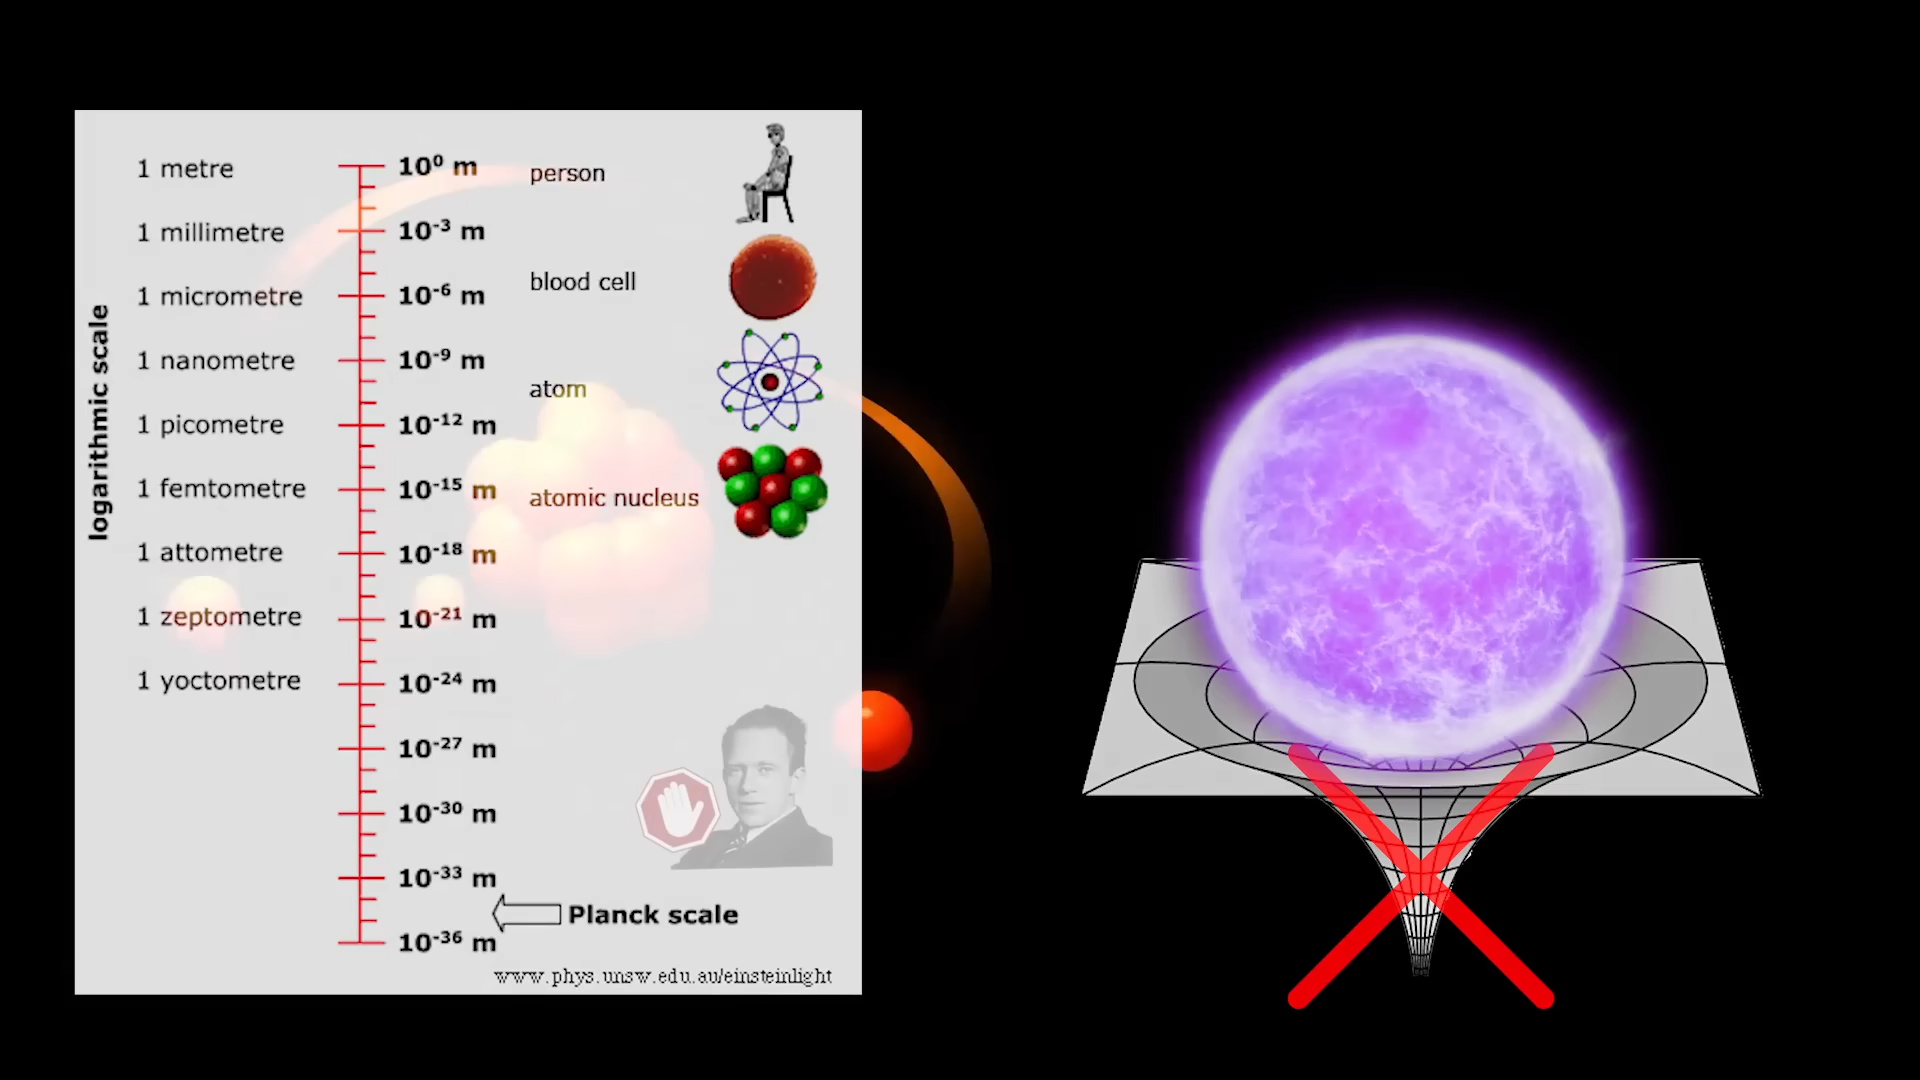 logarithmic scale
1 metre 10⁰ m person
1 millimetre 10⁻³ m
blood cell
1 micrometre 10⁻⁶ m
1 nanometre 10⁻⁹ m
atom
1 picometre 10⁻¹² m
1 femtometre 10⁻¹⁵ m atomic nucleus
1 attometre 10⁻¹⁸ m
1 zeptometre 10⁻²¹ m
1 yoctometre 10⁻²⁴ m
10⁻²⁷ m
10⁻³⁰ m
10⁻³³ m
Planck scale
10⁻³⁶ m
www.phys.unsw.edu.au/einsteinlight